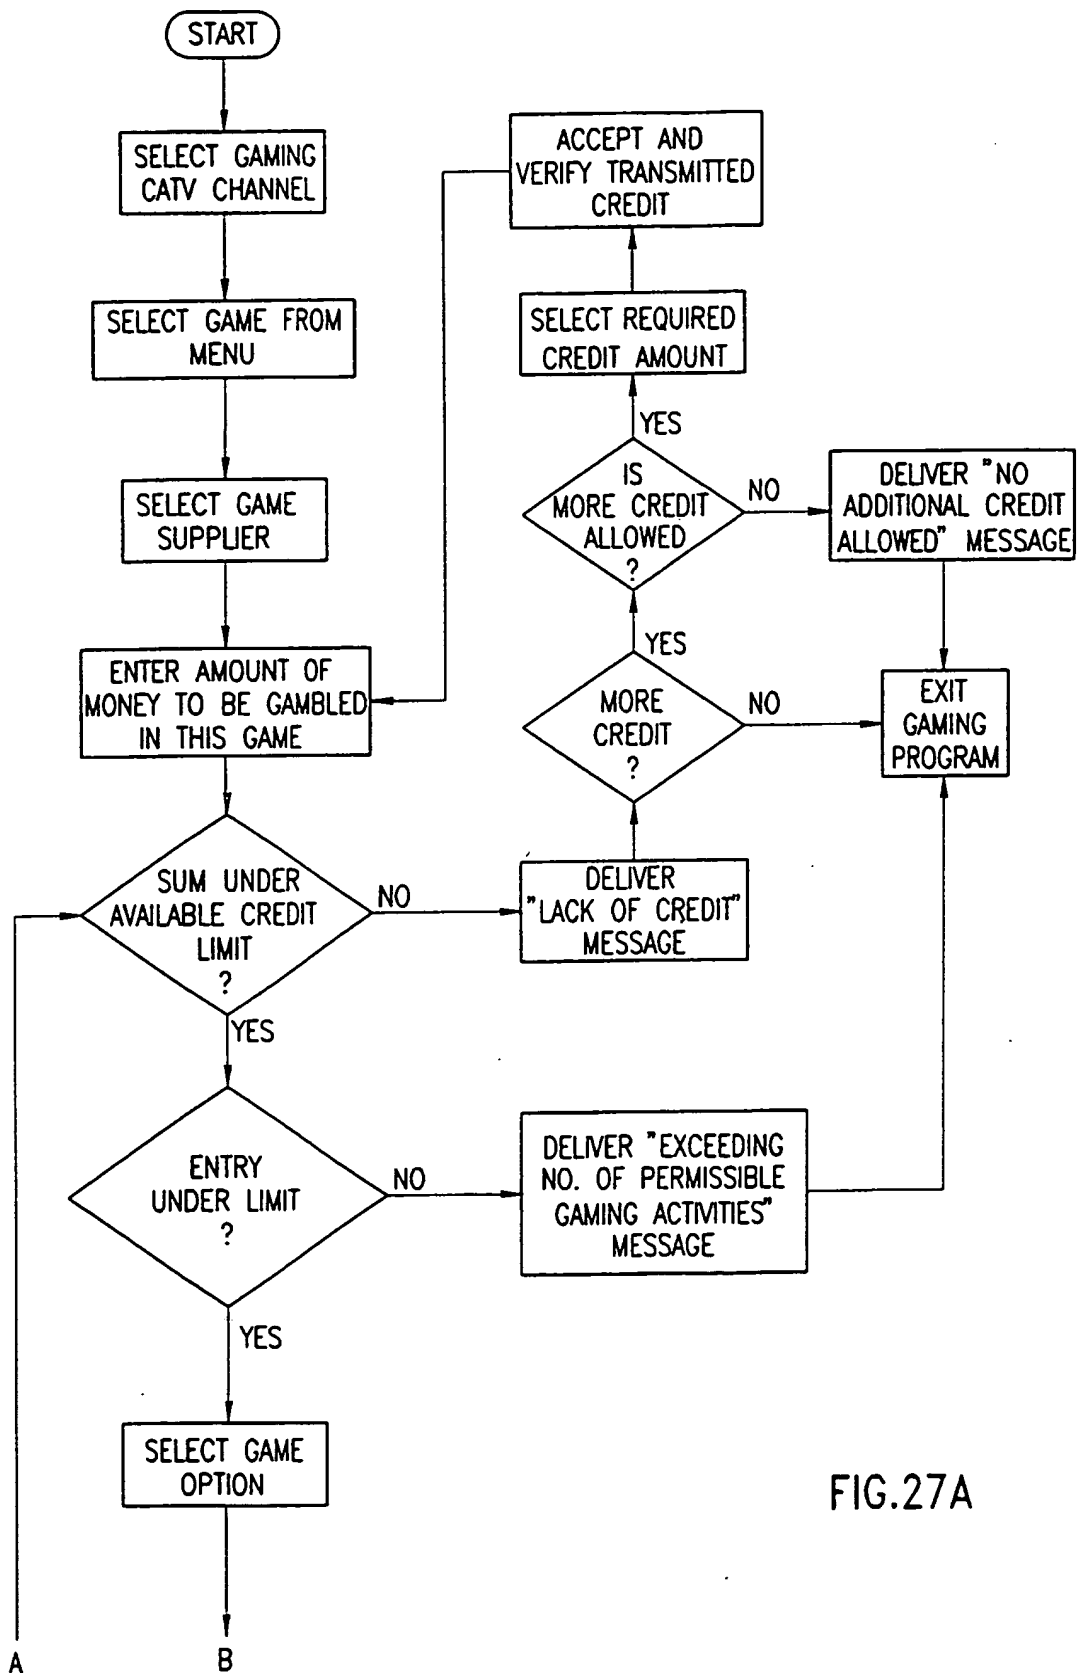 START
SELECT GAMING
CATV CHANNEL
SELECT GAME FROM
MENU
SELECT GAME
SUPPLIER
ENTER AMOUNT OF
MONEY TO BE GAMBLED
IN THIS GAME
SUM UNDER
AVAILABLE CREDIT
LIMIT
?
NO
YES
ENTRY
UNDER LIMIT
?
NO
YES
SELECT GAME
OPTION
A
B
ACCEPT AND
VERIFY TRANSMITTED
CREDIT
SELECT REQUIRED
CREDIT AMOUNT
YES
IS
MORE CREDIT
ALLOWED
?
NO
DELIVER "NO
ADDITIONAL CREDIT
ALLOWED" MESSAGE
YES
MORE
CREDIT
?
NO
EXIT
GAMING
PROGRAM
DELIVER
"LACK OF CREDIT"
MESSAGE
DELIVER "EXCEEDING
NO. OF PERMISSIBLE
GAMING ACTIVITIES"
MESSAGE
FIG.27A